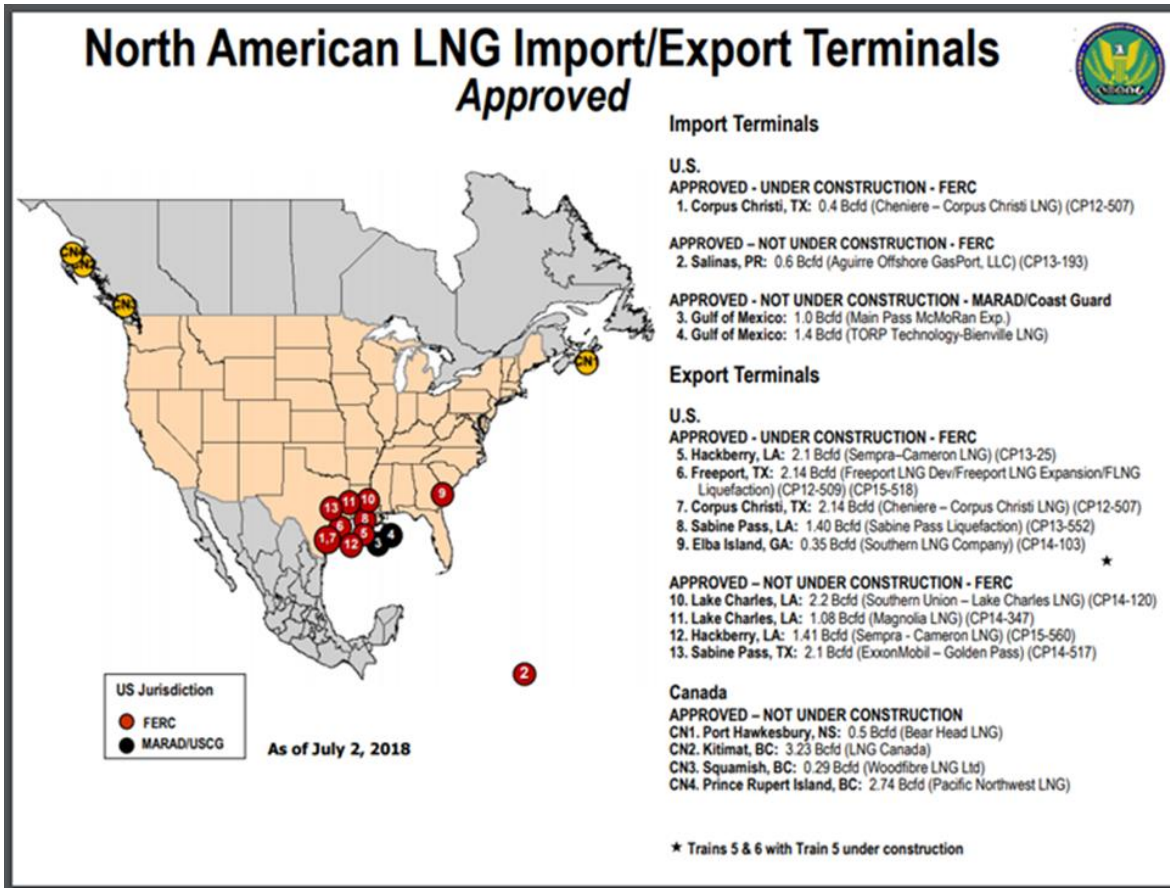 North American LNG Import/Export Terminals
Approved
Import Terminals
U.S.
APPROVED - UNDER CONSTRUCTION - FERC
1. Corpus Christi, TX: 0.4 Bcfd (Cheniere – Corpus Christi LNG) (CP12-507)
APPROVED – NOT UNDER CONSTRUCTION - FERC
2. Salinas, PR: 0.6 Bcfd (Aguirre Offshore GasPort, LLC) (CP13-193)
APPROVED - NOT UNDER CONSTRUCTION - MARAD/Coast Guard
3. Gulf of Mexico: 1.0 Bcfd (Main Pass McMoRan Exp.)
4. Gulf of Mexico: 1.4 Bcfd (TORP Technology-Bienville LNG)
Export Terminals
U.S.
APPROVED - UNDER CONSTRUCTION - FERC
5. Hackberry, LA: 2.1 Bcfd (Sempra–Cameron LNG) (CP13-25)
6. Freeport, TX: 2.14 Bcfd (Freeport LNG Dev/Freeport LNG Expansion/FLNG
Liquefaction) (CP12-509) (CP15-518)
7. Corpus Christi, TX: 2.14 Bcfd (Cheniere – Corpus Christi LNG) (CP12-507)
8. Sabine Pass, LA: 1.40 Bcfd (Sabine Pass Liquefaction) (CP13-552)
9. Elba Island, GA: 0.35 Bcfd (Southern LNG Company) (CP14-103)
★
APPROVED – NOT UNDER CONSTRUCTION - FERC
10. Lake Charles, LA: 2.2 Bcfd (Southern Union – Lake Charles LNG) (CP14-120)
11. Lake Charles, LA: 1.08 Bcfd (Magnolia LNG) (CP14-347)
12. Hackberry, LA: 1.41 Bcfd (Sempra - Cameron LNG) (CP15-560)
13. Sabine Pass, TX: 2.1 Bcfd (ExxonMobil – Golden Pass) (CP14-517)
Canada
APPROVED – NOT UNDER CONSTRUCTION
CN1. Port Hawkesbury, NS: 0.5 Bcfd (Bear Head LNG)
CN2. Kitimat, BC: 3.23 Bcfd (LNG Canada)
CN3. Squamish, BC: 0.29 Bcfd (Woodfibre LNG Ltd)
CN4. Prince Rupert Island, BC: 2.74 Bcfd (Pacific Northwest LNG)
★ Trains 5 & 6 with Train 5 under construction
CN4
CN2
CN3
CN1
13
11
10
9
6
8
1,7
5
12
3
4
2
US Jurisdiction
FERC
MARAD/USCG
As of July 2, 2018